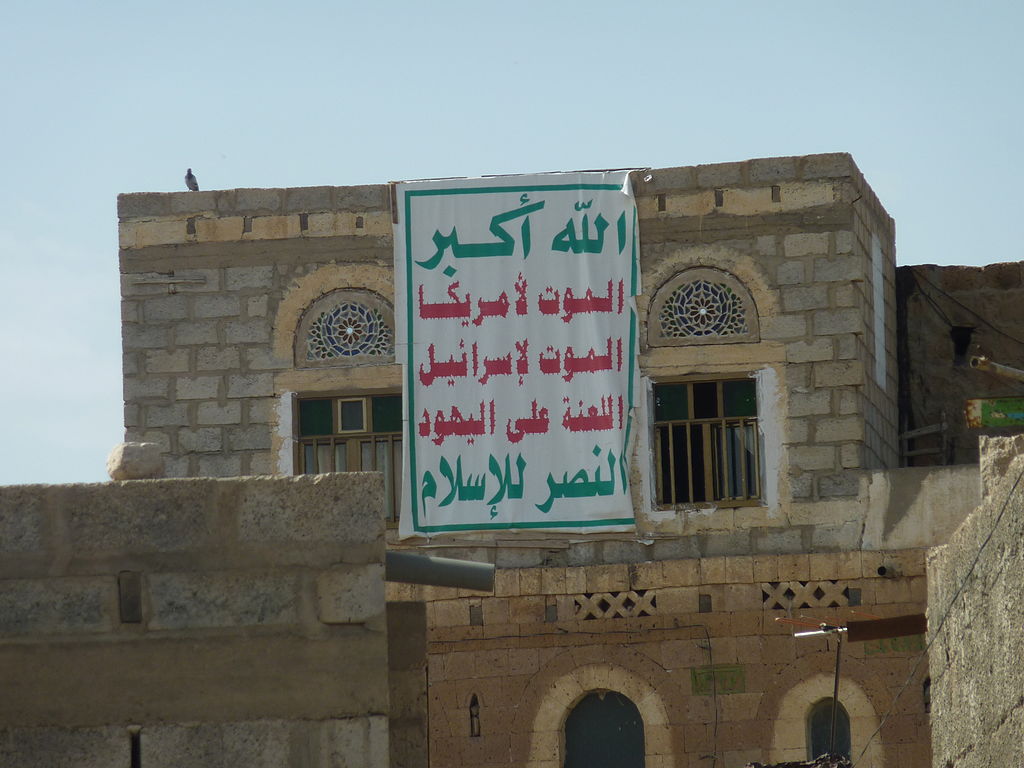 الله أكبر
الموت لأمريكا
الموت لإسرائيل
اللعنة على اليهود
النصر للإسلام